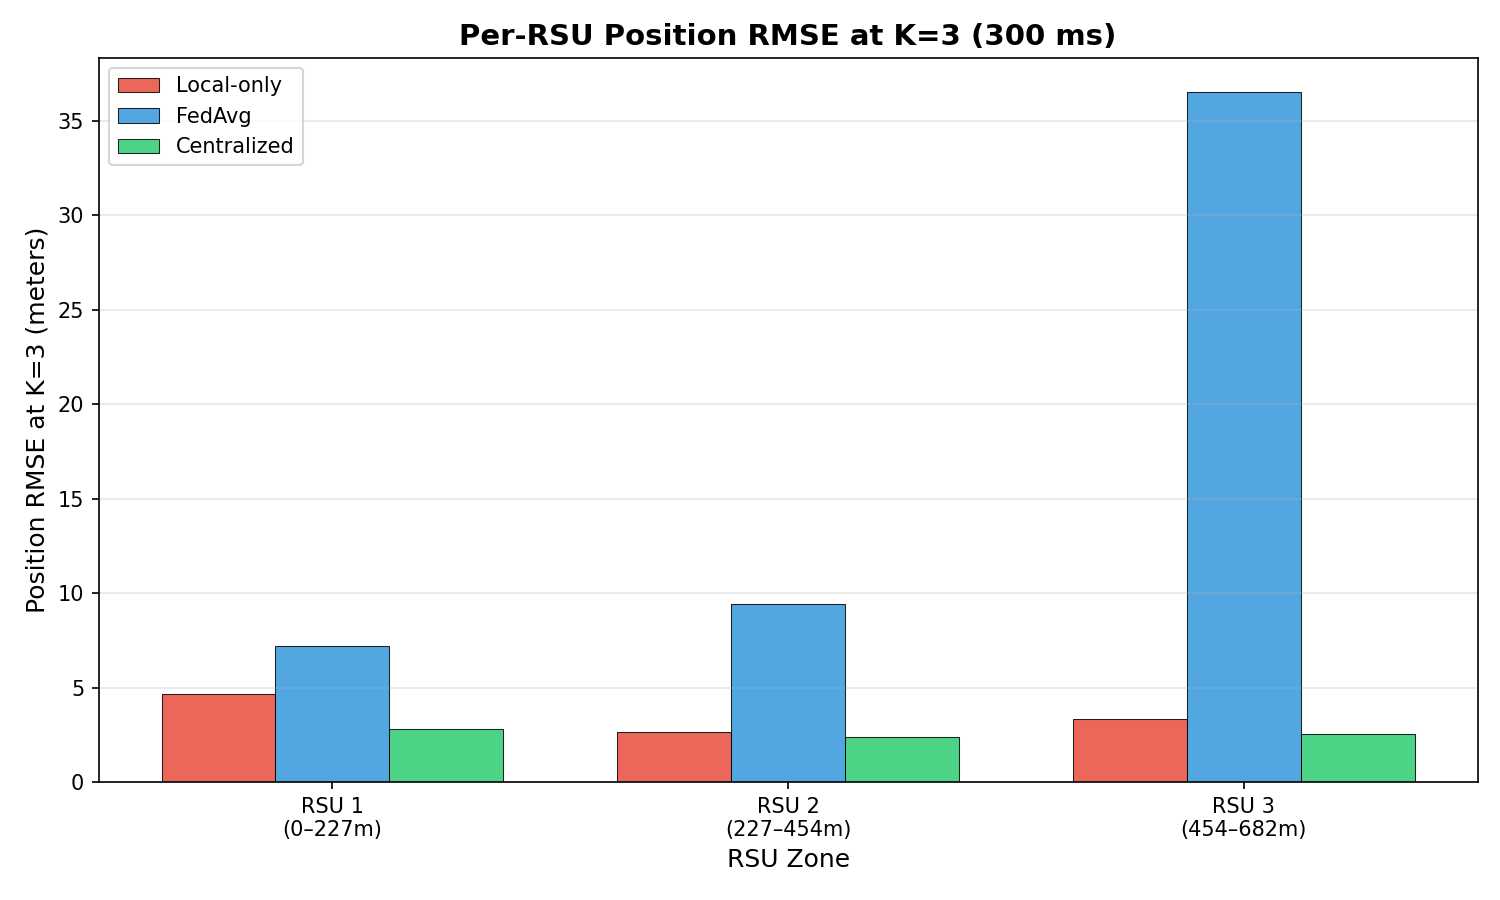 Per-RSU Position RMSE at K=3 (300 ms)
Local-only
FedAvg
Centralized
Position RMSE at K=3 (meters)
35
30
25
20
15
10
5
0
RSU 1
(0–227m)
RSU 2
(227–454m)
RSU 3
(454–682m)
RSU Zone